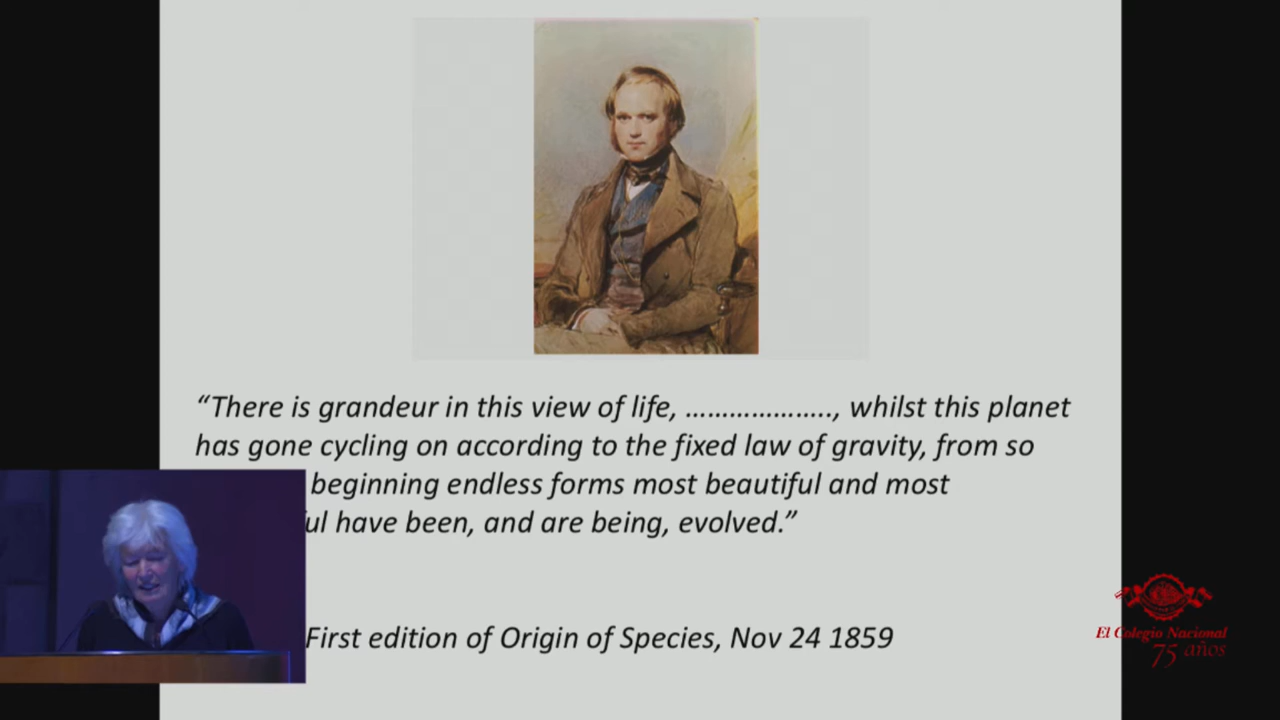 “There is grandeur in this view of life, ……………….., whilst this planet
has gone cycling on according to the fixed law of gravity, from so
beginning endless forms most beautiful and most
ul have been, and are being, evolved.”
First edition of Origin of Species, Nov 24 1859
El Colegio Nacional
75 años